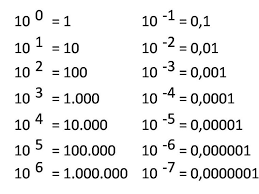 10 0 = 1 10 -1 = 0,1
10 1 = 10 10 -2 = 0,01
10 2 = 100 10 -3 = 0,001
10 3 = 1.000 10 -4 = 0,0001
10 4 = 10.000 10 -5 = 0,00001
10 5 = 100.000 10 -6 = 0,000001
10 6 = 1.000.000 10 -7 = 0,0000001